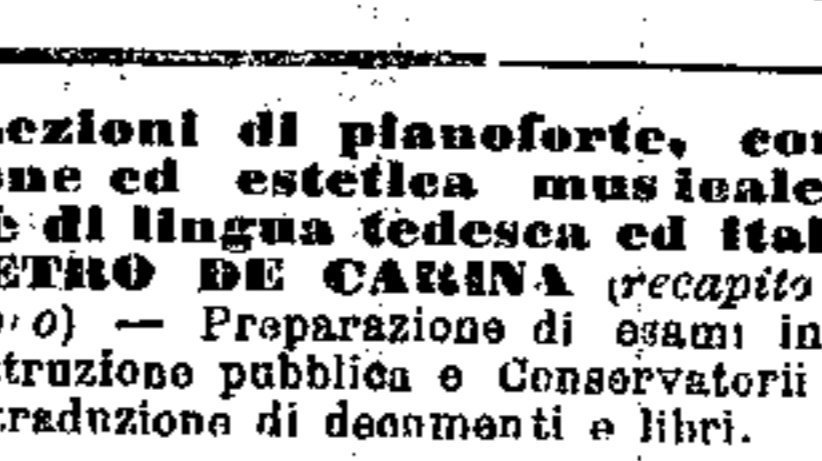 Lezioni di pianoforte, com
one ed estetica musicale
e di lingua tedesca ed ital
ETRO DE CARINA (recapito
o) — Preparazione di esami in
struzione pubblica e Conservatorii
traduzione di documenti e libri.